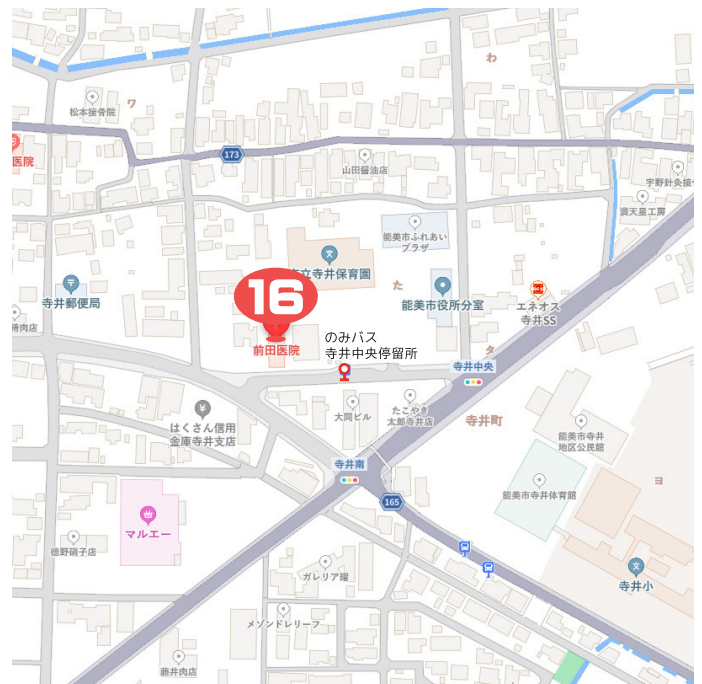 わ
ワ
松本接骨院
医院
173
山田醤油店
宇野針灸接
満天星工房
能美市ふれあい
プラザ
立寺井保育園
た
寺井郵便局
16
能美市役所分室
エネオス
寺井SS
前田医院
のみバス
寺井中央停留所
タ
寺井中央
大同ビル
たこやき
太郎寺井店
寺井町
はくさん信用
金庫寺井支店
能美市寺井
地区公民館
寺井南
165
能美市寺井体育館
ヨ
マルエー
徳野硝子店
ガレリア躍
寺井小
メゾンドレリーフ
藤井肉店